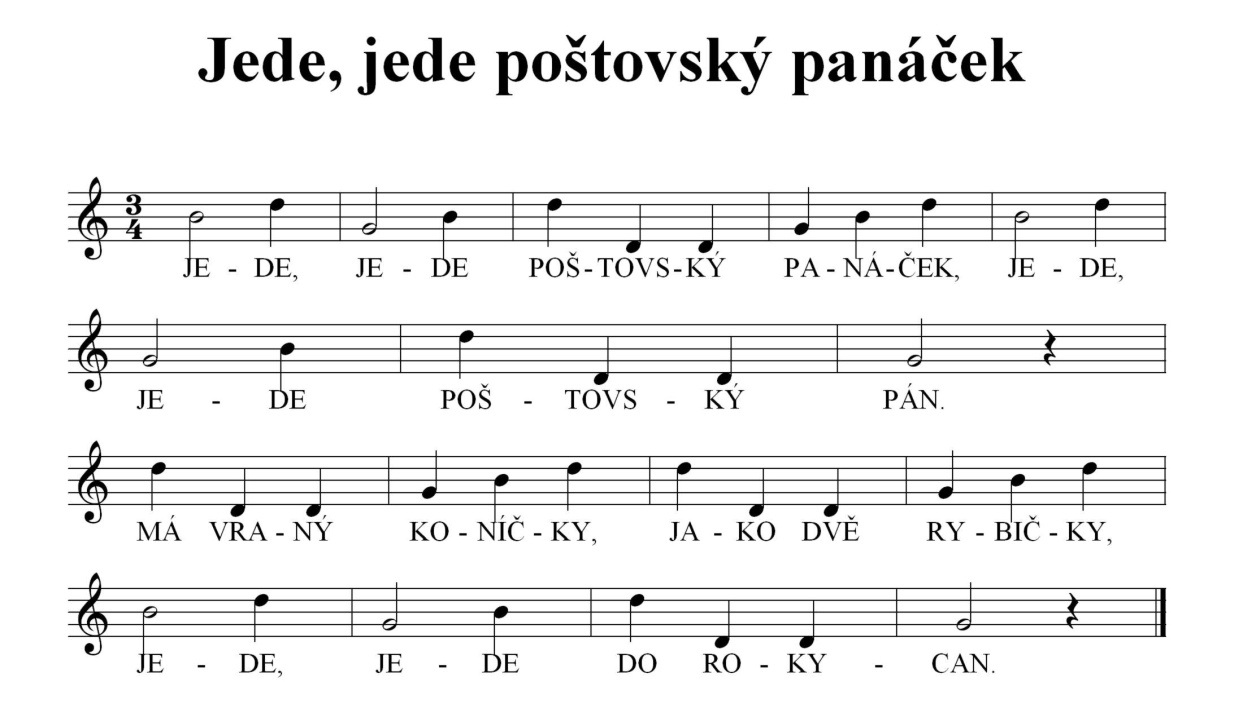 Jede, jede poštovský panáček
3
4
JE - DE, JE - DE POŠ-TOVS-KÝ PA - NÁ-ČEK, JE - DE,
JE - DE POŠ - TOVS - KÝ PÁN.
MÁ VRA - NÝ KO - NÍČ - KY, JA - KO DVĚ RY - BIČ - KY,
JE - DE, JE - DE DO RO - KY - CAN.